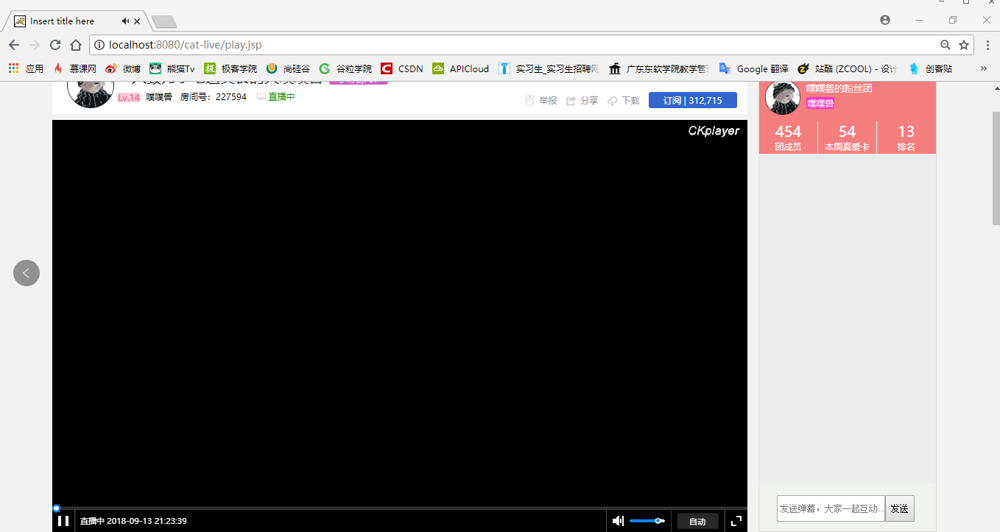 Insert title here
localhost:8080/cat-live/play.jsp
应用 慕课网 微博 熊猫Tv 极客学院 尚硅谷 谷粒学院 CSDN APICloud 实习生_实习生招聘网 广东东软学院教学管 Google 翻译 站酷 (ZCOOL) - 设计 创客贴 »
Lv.14 噗噗兽 房间号：227594 直播中
举报 分享 下载 订阅 | 312,715
噗噗兽的粉丝团
噗噗兽
454 54 13
团成员 本周真爱卡 排名
CKplayer
直播中 2018-09-13 21:23:39 自动
发送弹幕，大家一起互动... 发送